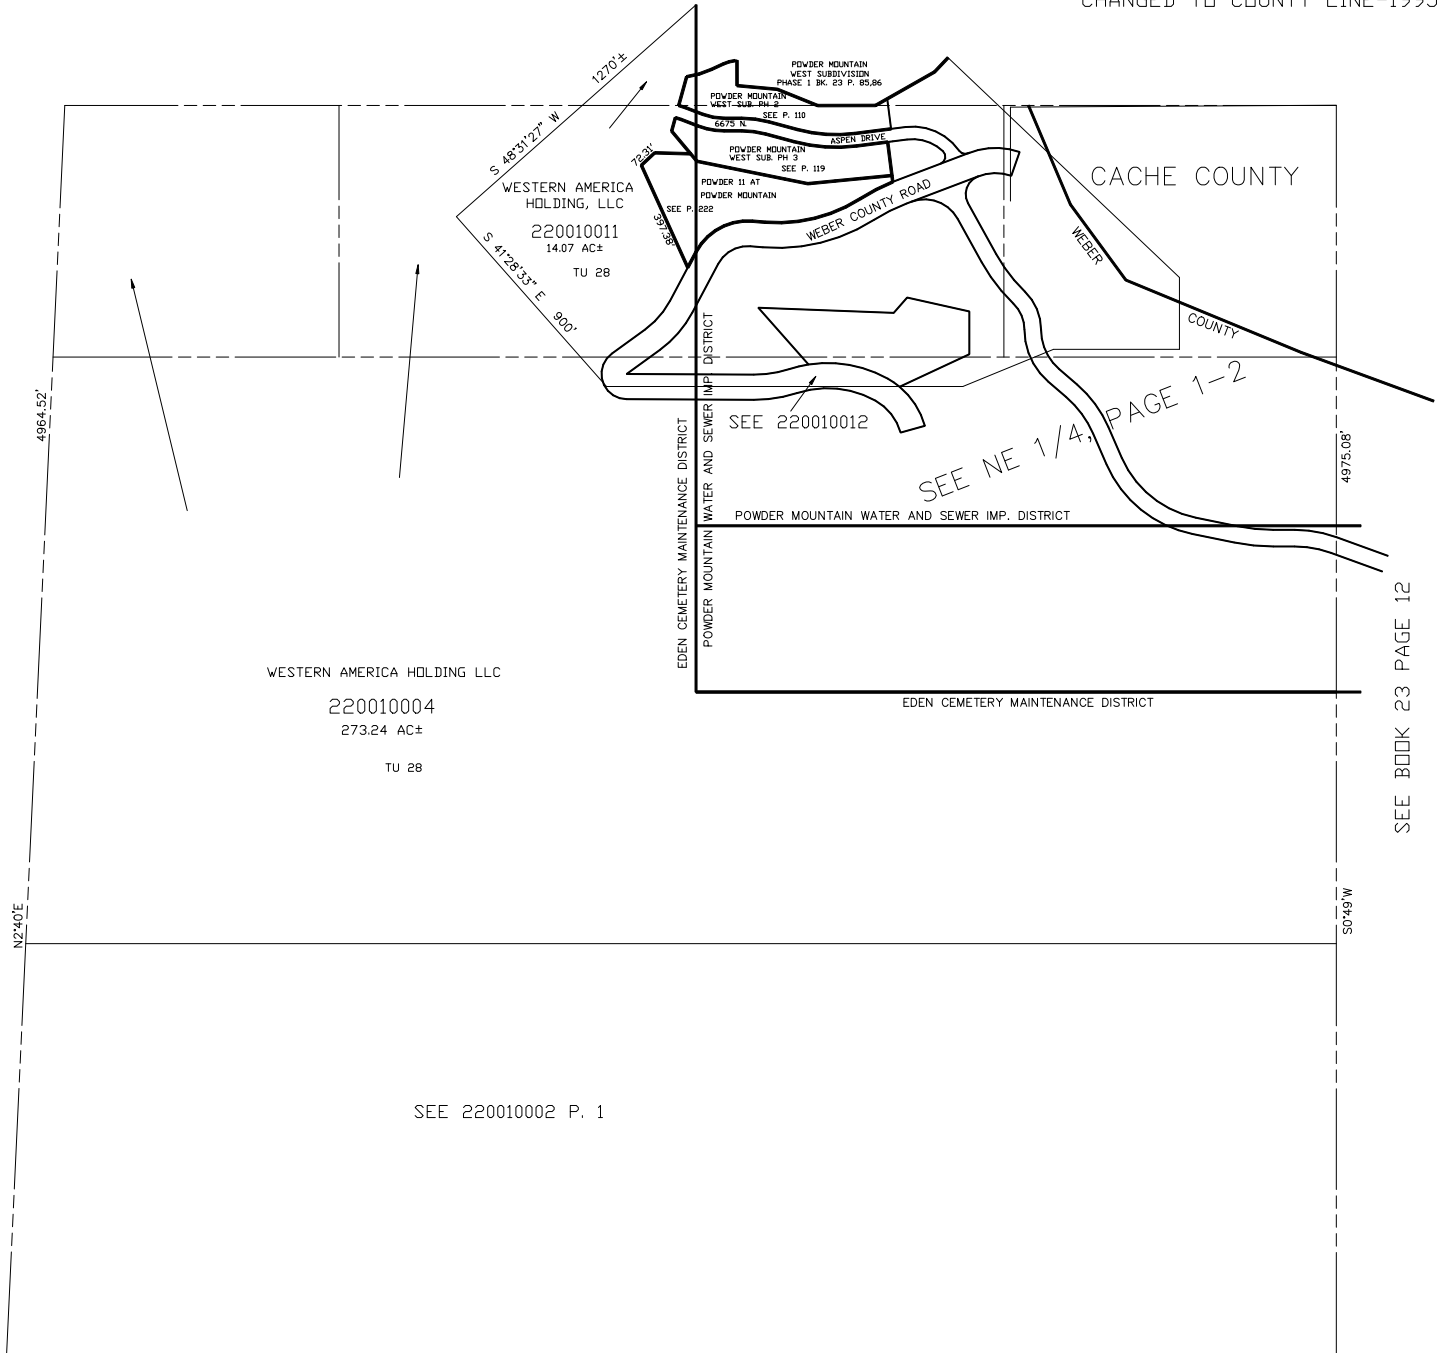 CHANGED TO COUNTY LINE-1995
1270'±
S 48°31'27" W
POWDER MOUNTAIN
WEST SUBDIVISION
PHASE 1 BK. 23 P. 85,86
POWDER MOUNTAIN
WEST SUB. PH 2
SEE P. 110
6675 N.
ASPEN DRIVE
POWDER MOUNTAIN
WEST SUB. PH 3
SEE P. 119
72.31'
POWDER 11 AT
POWDER MOUNTAIN
SEE P. 222
397.38'
WESTERN AMERICA
HOLDING, LLC
220010011
14.07 AC±
TU 28
S 41°28'33" E 900'
WEBER COUNTY ROAD
CACHE COUNTY
WEBER
COUNTY
4964.52'
SEE 220010012
SEE NE 1/4, PAGE 1-2
4975.08'
EDEN CEMETERY MAINTENANCE DISTRICT
POWDER MOUNTAIN WATER AND SEWER IMP. DISTRICT
POWDER MOUNTAIN WATER AND SEWER IMP. DISTRICT
EDEN CEMETERY MAINTENANCE DISTRICT
SEE BOOK 23 PAGE 12
WESTERN AMERICA HOLDING LLC
220010004
273.24 AC±
TU 28
N2°40'E
S0°49'W
SEE 220010002 P. 1